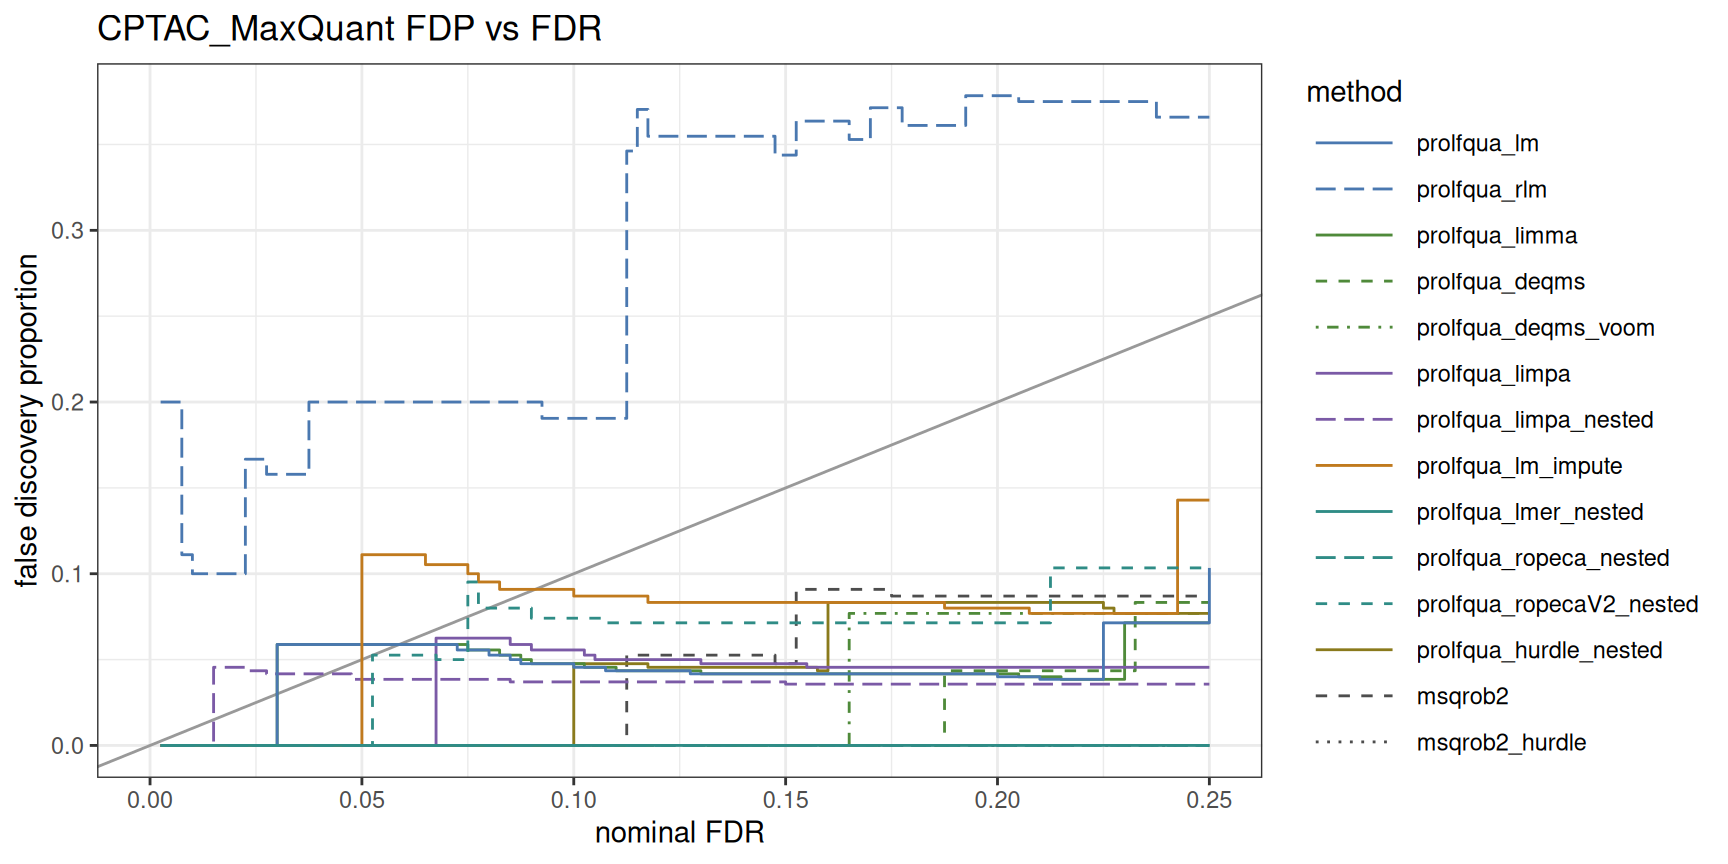 CPTAC_MaxQuant FDP vs FDR
false discovery proportion
0.3
0.2
0.1
0.0
0.00 0.05 0.10 0.15 0.20 0.25
nominal FDR
method
prolfqua_lm
prolfqua_rlm
prolfqua_limma
prolfqua_deqms
prolfqua_deqms_voom
prolfqua_limpa
prolfqua_limpa_nested
prolfqua_lm_impute
prolfqua_lmer_nested
prolfqua_ropeca_nested
prolfqua_ropecaV2_nested
prolfqua_hurdle_nested
msqrob2
msqrob2_hurdle